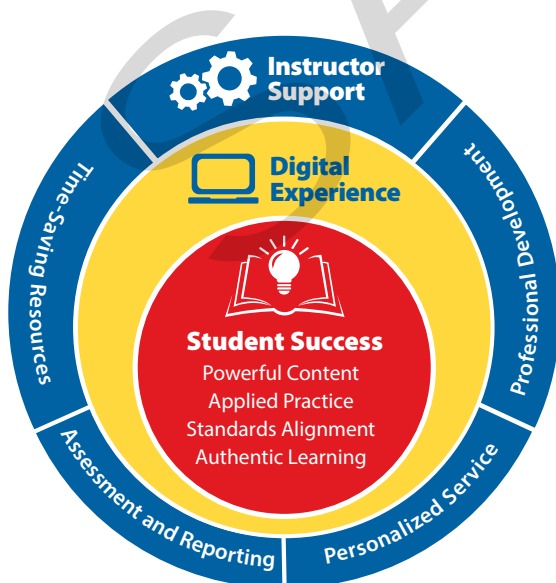 Instructor
Support
Time-Saving Resources
Professional Development
Digital
Experience
Student Success
Powerful Content
Applied Practice
Standards Alignment
Authentic Learning
Assessment and Reporting
Personalized Service